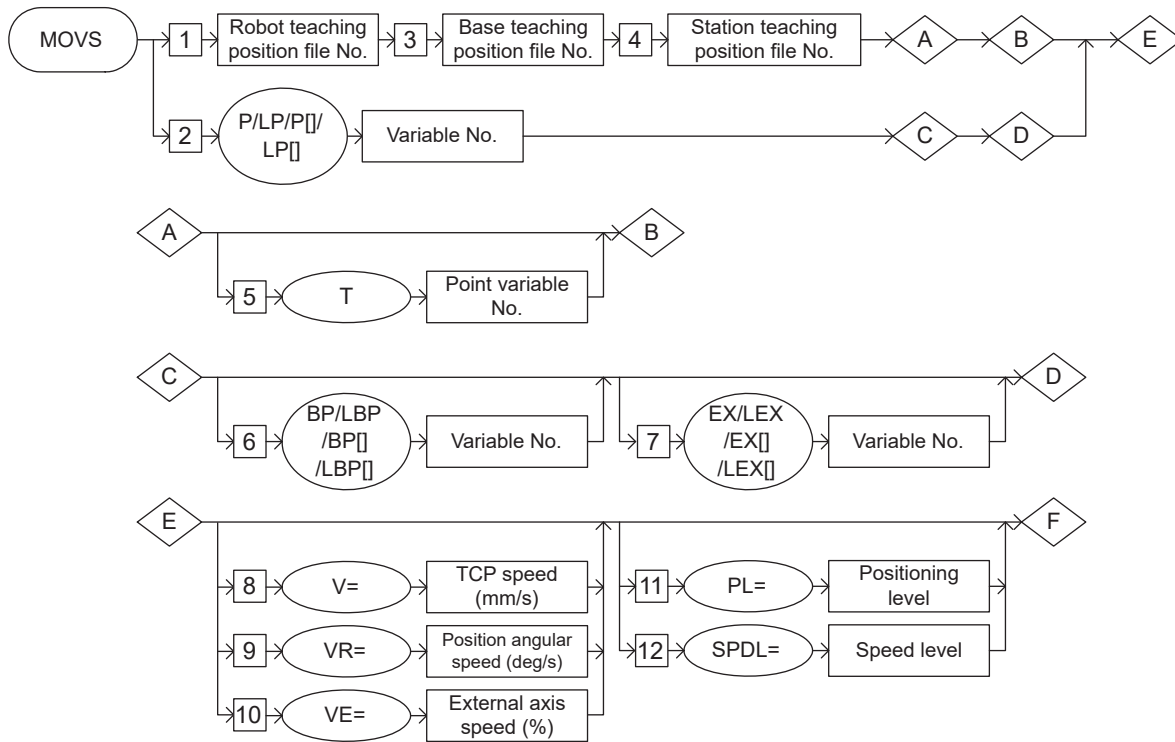 MOVS
1
Robot teaching
position file No.
3
Base teaching
position file No.
4
Station teaching
position file No.
A
B
E
2
P/LP/P[]/
LP[]
Variable No.
C
D
A
B
5
T
Point variable
No.
C
D
6
BP/LBP
/BP[]
/LBP[]
Variable No.
7
EX/LEX
/EX[]
/LEX[]
Variable No.
E
F
8
V=
TCP speed
(mm/s)
11
PL=
Positioning
level
9
VR=
Position angular
speed (deg/s)
12
SPDL=
Speed level
10
VE=
External axis
speed (%)